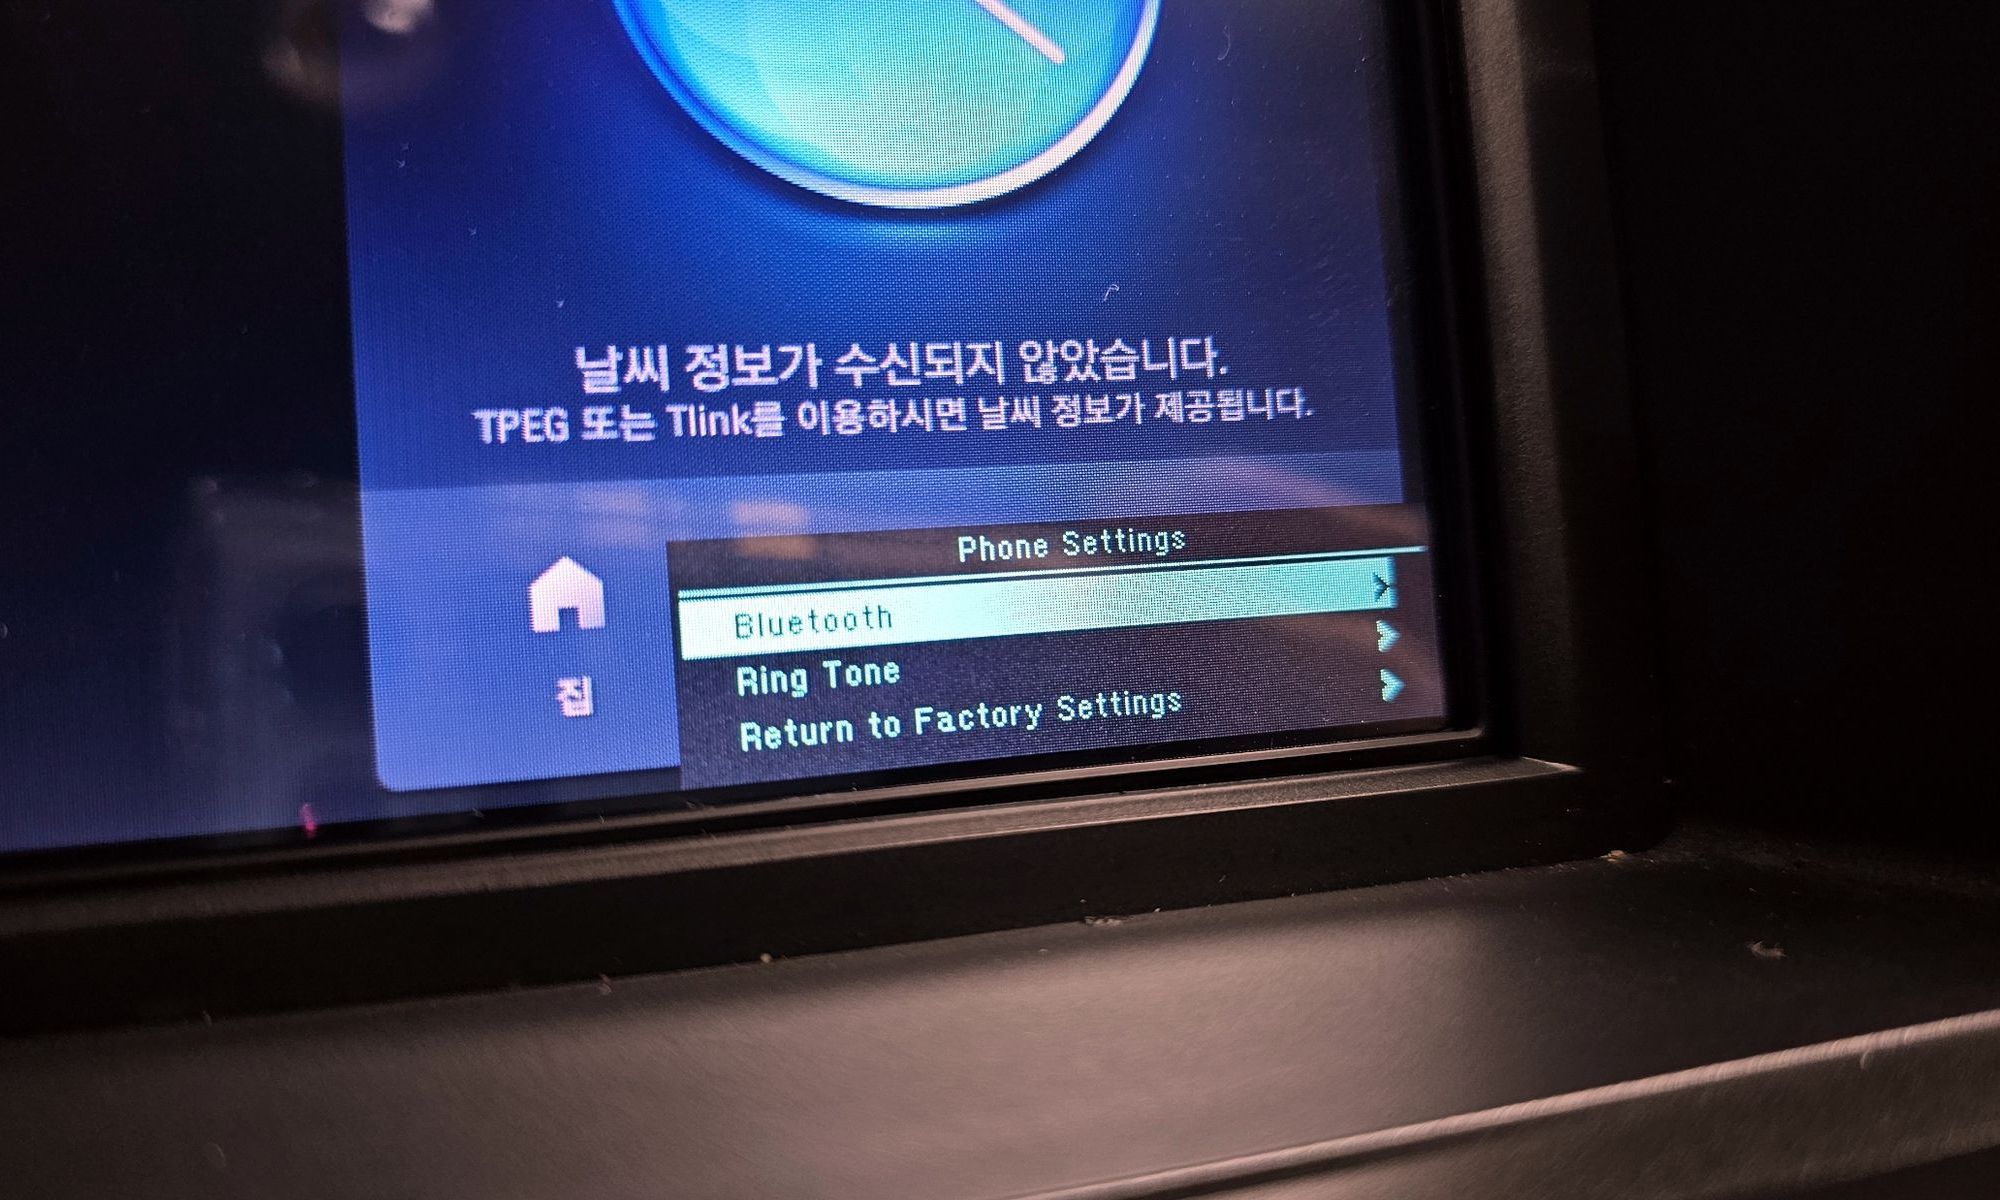 날씨 정보가 수신되지 않았습니다.
TPEG 또는 Tlink를 이용하시면 날씨 정보가 제공됩니다.
집
Phone Settings
Bluetooth
Ring Tone
Return to Factory Settings